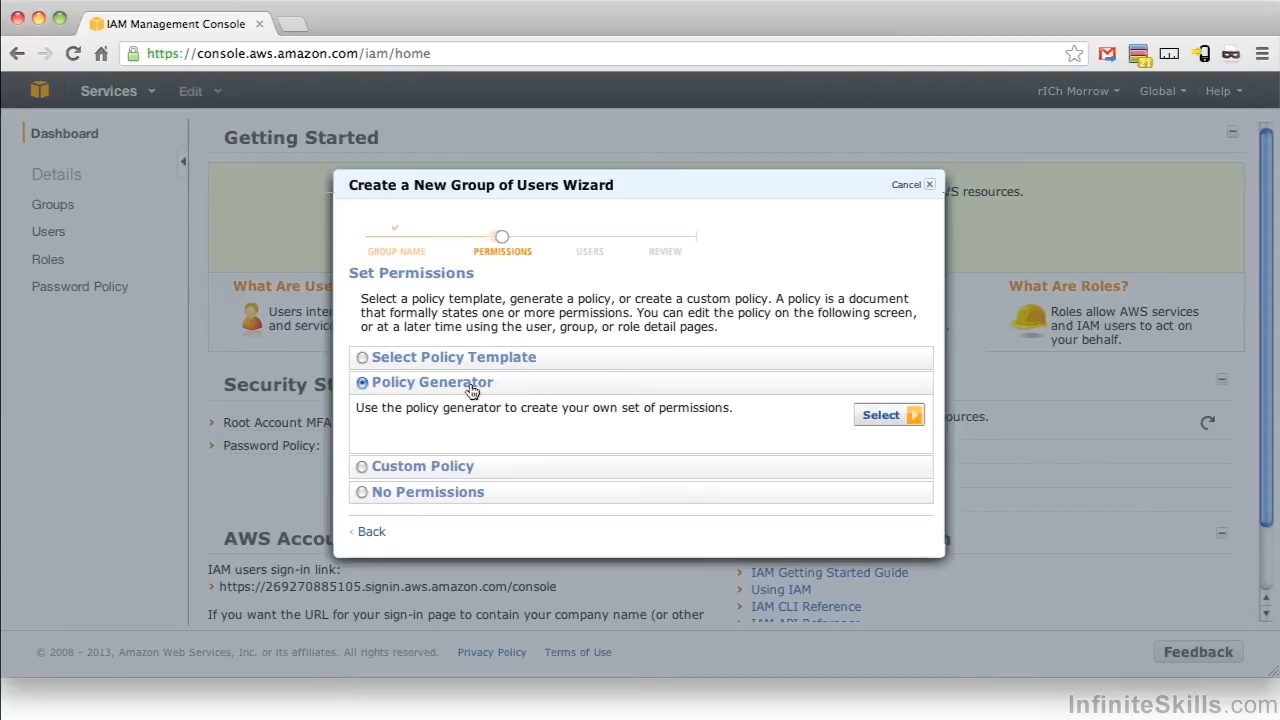 IAM Management Console
https://console.aws.amazon.com/iam/home
21
Services
Edit
rICh Morrow
Global
Help
Dashboard
Details
Groups
Users
Roles
Password Policy
Getting Started
WS resources.
What Are Use
Users inter
and service
What Are Roles?
Roles allow AWS services
and IAM users to act on
your behalf.
Create a New Group of Users Wizard
Cancel
GROUP NAME
PERMISSIONS
USERS
REVIEW
Set Permissions
Select a policy template, generate a policy, or create a custom policy. A policy is a document
that formally states one or more permissions. You can edit the policy on the following screen,
or at a later time using the user, group, or role detail pages.
Select Policy Template
Policy Generator
Use the policy generator to create your own set of permissions.
Select
Custom Policy
No Permissions
Back
Security St
Root Account MFA
ources.
Password Policy:
AWS Accou
IAM users sign-in link:
https://269270885105.signin.aws.amazon.com/console
If you want the URL for your sign-in page to contain your company name (or other
IAM Getting Started Guide
Using IAM
IAM CLI Reference
IAM API Reference
© 2008 - 2013, Amazon Web Services, Inc. or its affiliates. All rights reserved.
Privacy Policy
Terms of Use
Feedback
InfiniteSkills.com